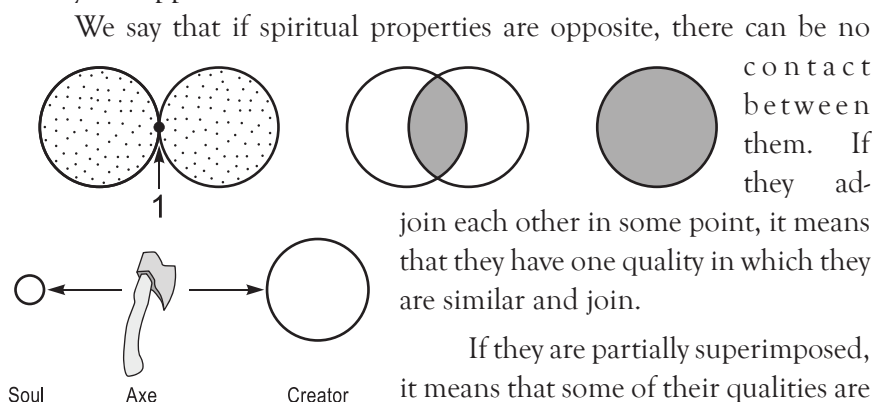 We say that if spiritual properties are opposite, there can be no
contact
between
them. If
they ad-
1
join each other in some point, it means
that they have one quality in which they
are similar and join.
If they are partially superimposed,
it means that some of their qualities are
Soul Axe Creator